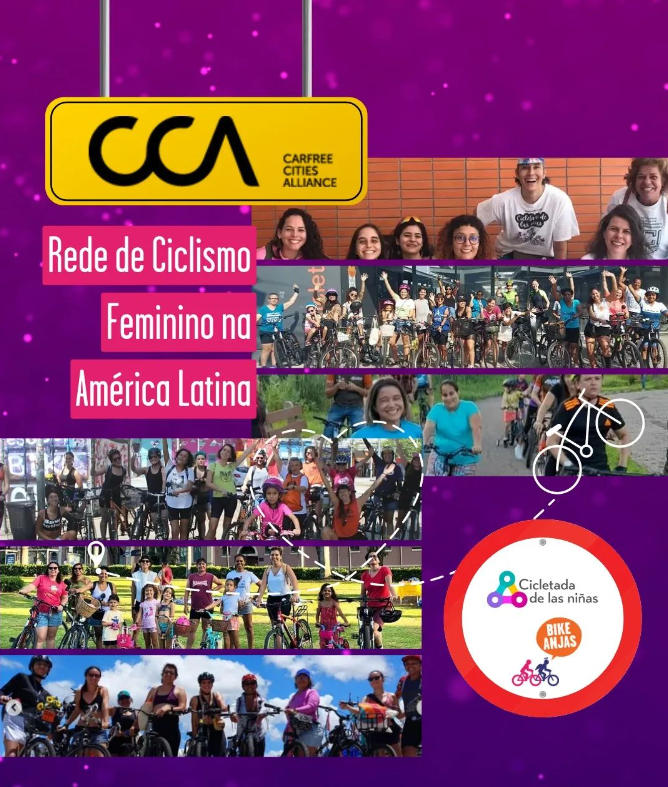 CCA
CARFREE
CITIES
ALLIANCE
Rede de Ciclismo
Feminino na
América Latina
Cicletada
de las niñas
BIKE
ANJAS